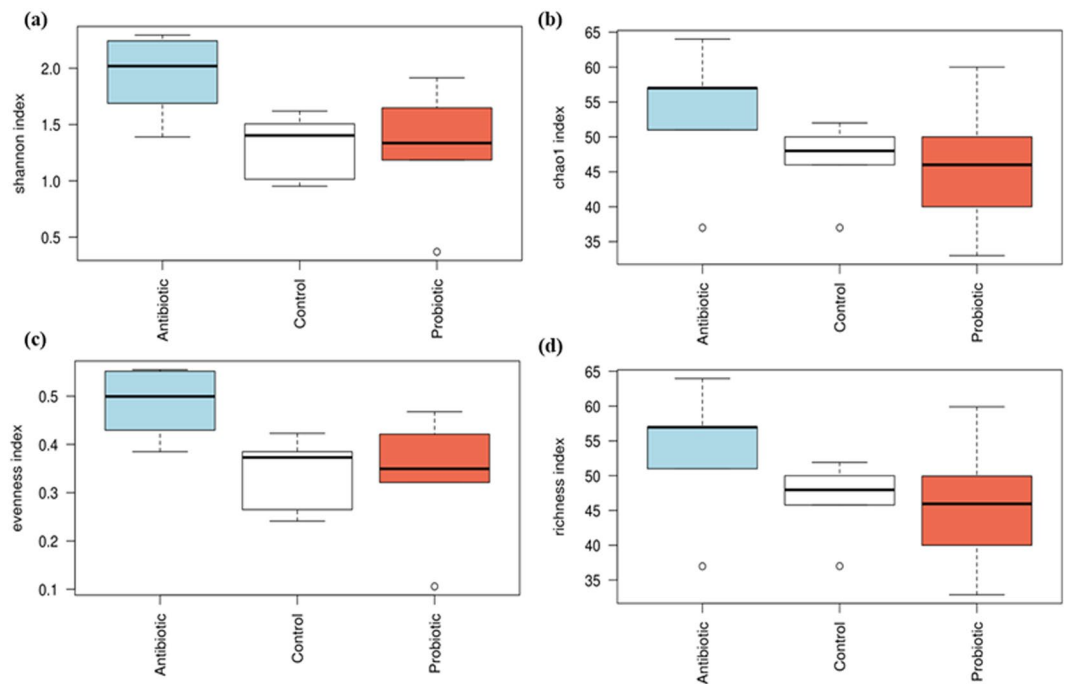 (a)
shannon index
2.0
1.5
1.0
0.5
Antibiotic
Control
Probiotic
(b)
chao1 index
65
60
55
50
45
40
35
Antibiotic
Control
Probiotic
(c)
evenness index
0.5
0.4
0.3
0.2
0.1
Antibiotic
Control
Probiotic
(d)
richness index
65
60
55
50
45
40
35
Antibiotic
Control
Probiotic